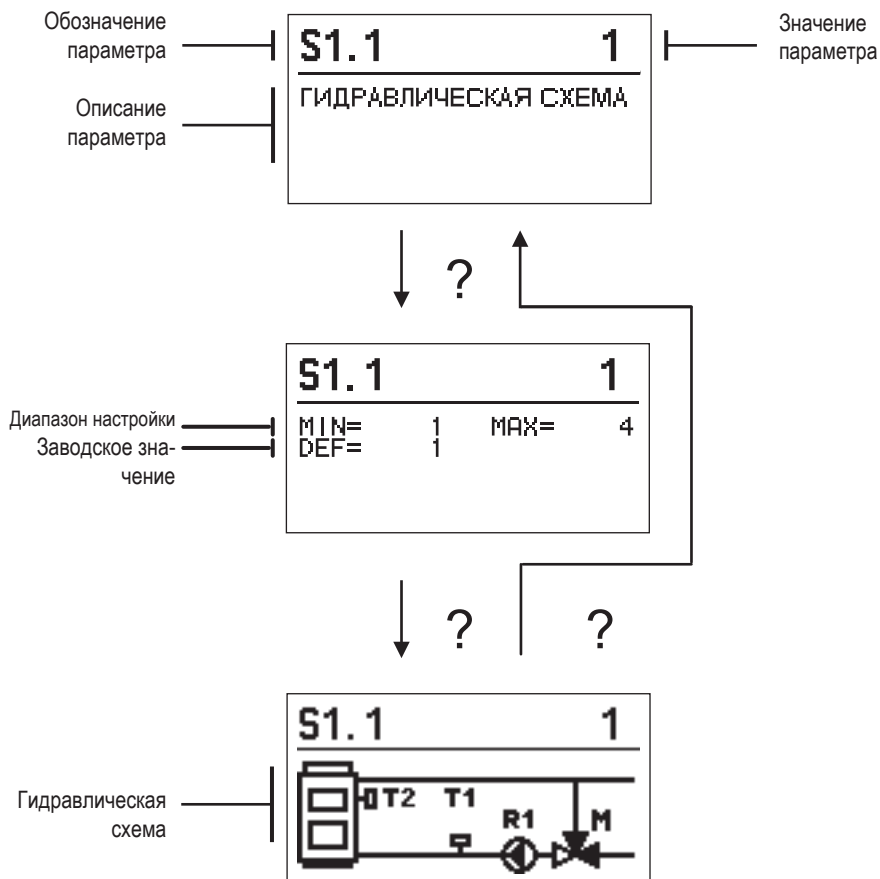 Обозначение
параметра
S1.1 1
Значение
параметра
Описание
параметра
ГИДРАВЛИЧЕСКАЯ СХЕМА
?
S1.1 1
Диапазон настройки
MIN= 1 MAX= 4
Заводское зна-
чение
DEF= 1
? ?
S1.1 1
Гидравлическая
схема
T2 T1
R1 M